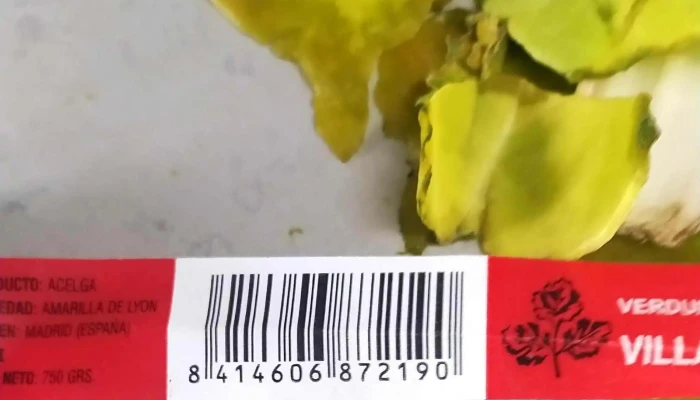 DUCTO: ACELGA
EDAD: AMARILLA DE LYON
EN: MADRID (ESPAÑA)
E
NETO: 750 GRS
8 414606 872190
VERDU
VILLA